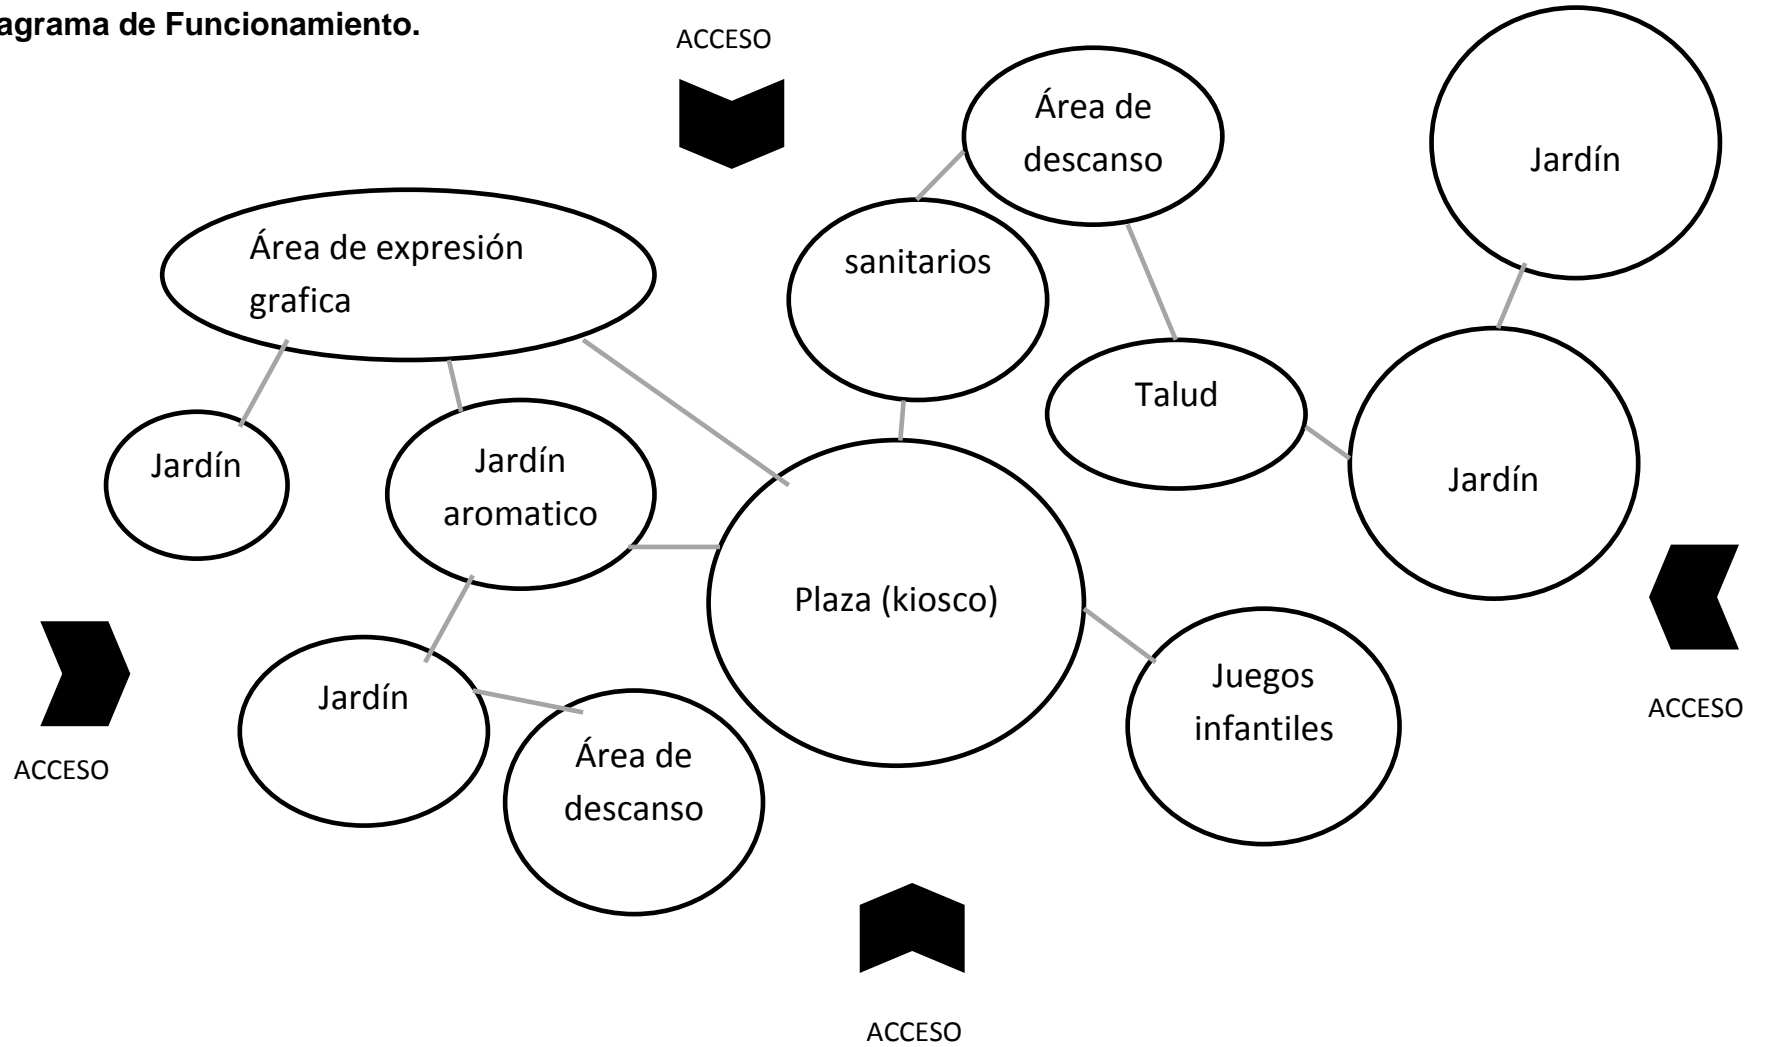 agrama de Funcionamiento.
ACCESO
Área de
descanso
Jardín
Área de expresión
grafica
sanitarios
Talud
Jardín
Jardín
aromatico
Jardín
Plaza (kiosco)
Juegos
infantiles
Jardín
ACCESO
ACCESO
Área de
descanso
ACCESO